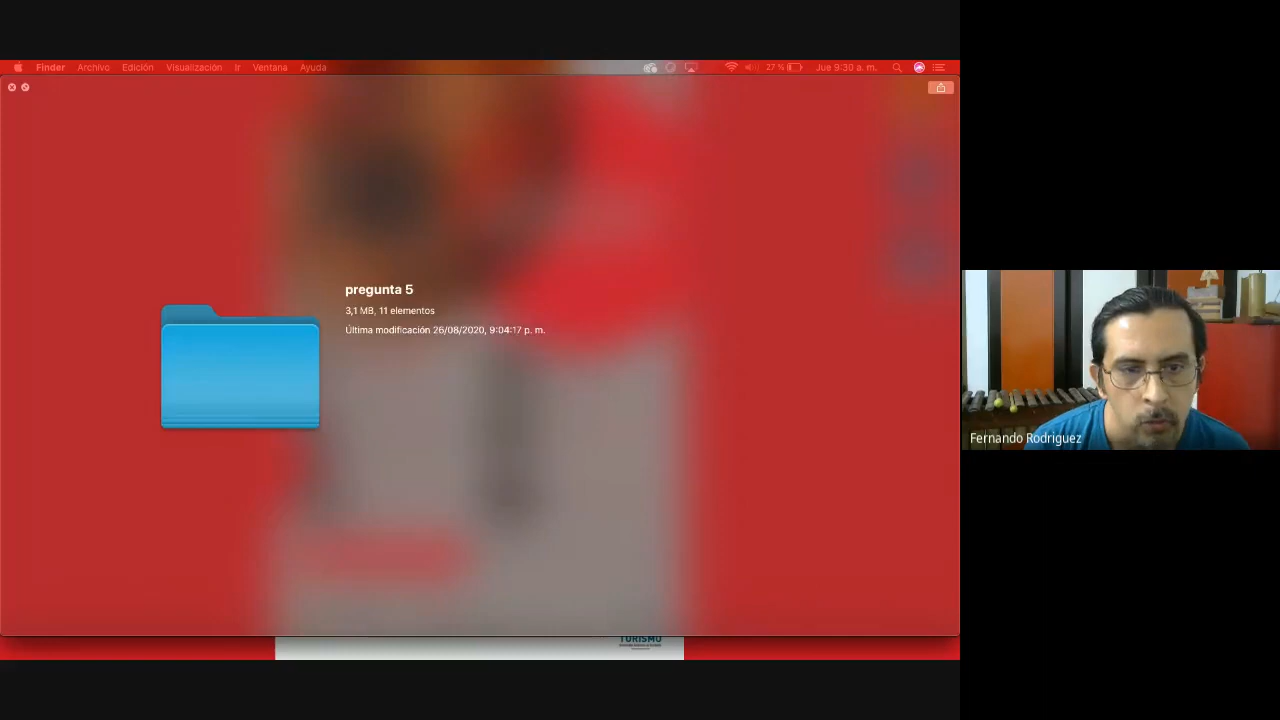 Finder Archivo Edición Visualización Ir Ventana Ayuda 27 % Jue 9:30 a. m.
pregunta 5
3,1 MB, 11 elementos
Última modificación 26/08/2020, 9:04:17 p. m.
Fernando Rodriguez
TURISMO